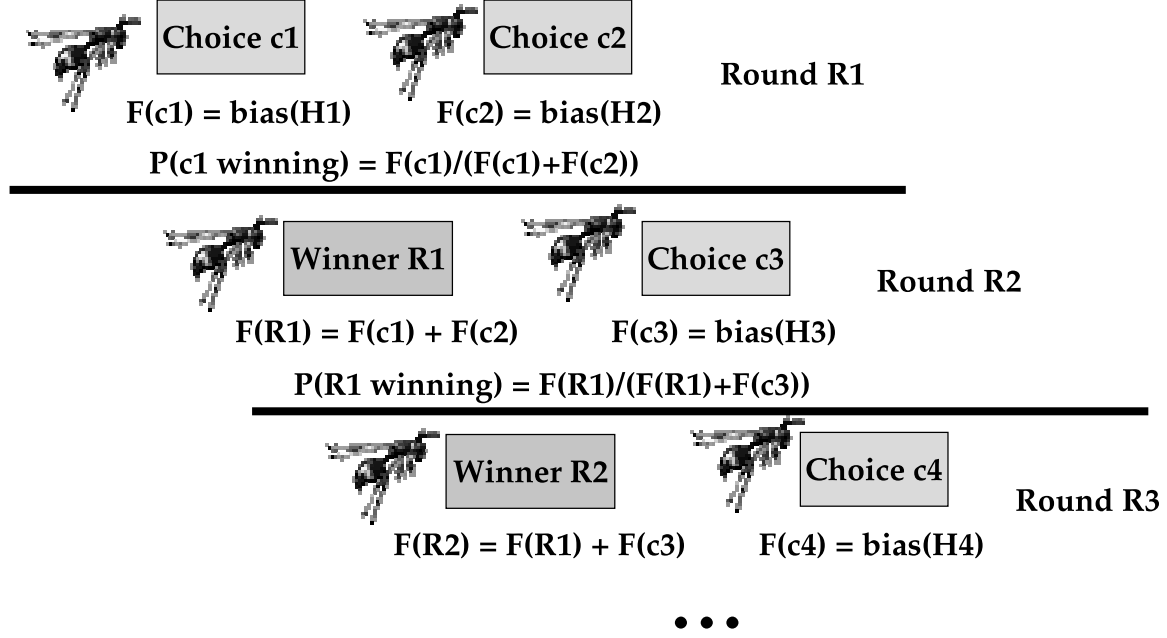 Choice c1
Choice c2
Round R1
F(c1) = bias(H1)
F(c2) = bias(H2)
P(c1 winning) = F(c1)/(F(c1)+F(c2))
Winner R1
Choice c3
Round R2
F(R1) = F(c1) + F(c2)
F(c3) = bias(H3)
P(R1 winning) = F(R1)/(F(R1)+F(c3))
Winner R2
Choice c4
Round R3
F(R2) = F(R1) + F(c3)
F(c4) = bias(H4)
• • •